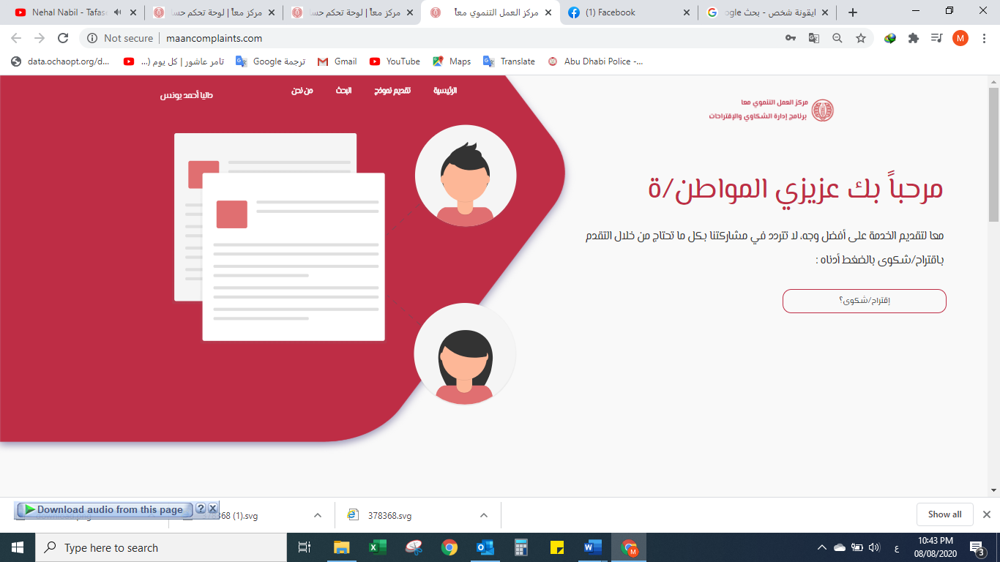 Nehal Nabil - Tafas
مركز معاً | لوحة تحكم حسا
مركز معاً | لوحة تحكم حسا
مركز العمل التنموي معاً
(1) Facebook
ايقونة شخص - بحث Google
Not secure | maancomplaints.com
M
data.ochaopt.org/d...
تامر عاشور | كل يوم (...
Google ترجمة
Gmail
YouTube
Maps
Translate
Abu Dhabi Police -...
الرئيسية
تقديم نموذج
البحث
من نحن
داليا أحمد يونس
مركز العمل التنموي معا
برنامج إدارة الشكاوي والإقتراحات
مرحباً بك عزيزي المواطن/ة
معا لتقديم الخدمة على أفضل وجه، لا تتردد في مشاركتنا بكل ما تحتاج من خلال التقدم
باقتراح/شكوى بالضغط أدناه :
إقتراح/شكوى؟
Download audio from this page
?
X
download.png
368 (1).svg
378368.svg
Show all
Type here to search
M
ع
10:43 PM
08/08/2020
3